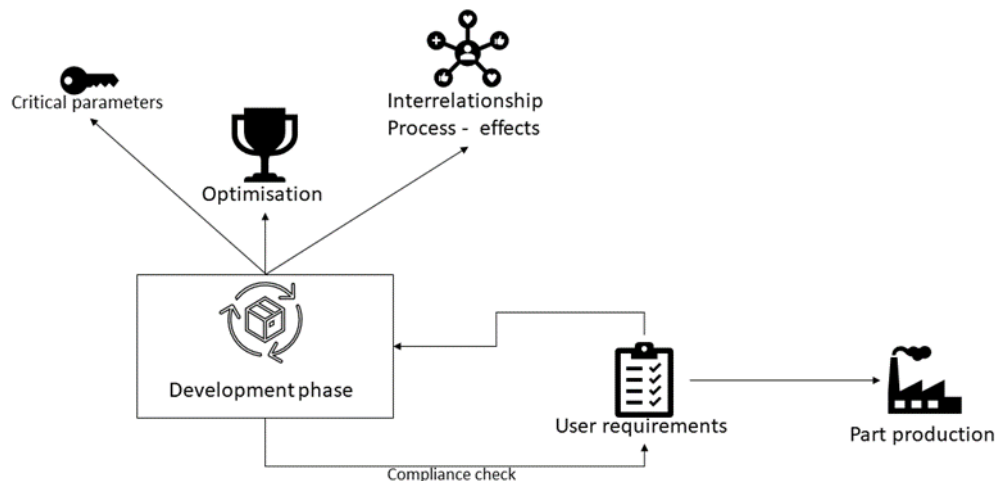 Critical parameters
Interrelationship
Process -  effects
Optimisation
Development phase
User requirements
Part production
Compliance check